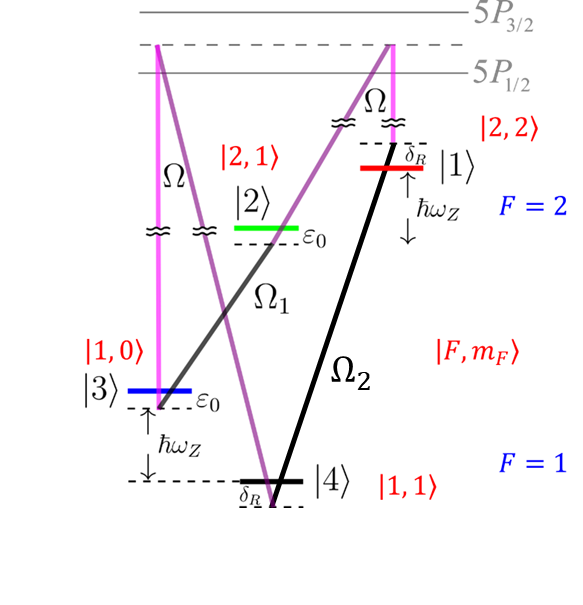 5P3/2
5P1/2
Ω
|2, 2⟩
δR |1⟩
Ω
|2, 1⟩
|2⟩
ħωZ
F = 2
ε0
Ω1
|1, 0⟩
|F, mF⟩
Ω2
|3⟩
ε0
ħωZ
F = 1
|4⟩
|1, 1⟩
δR